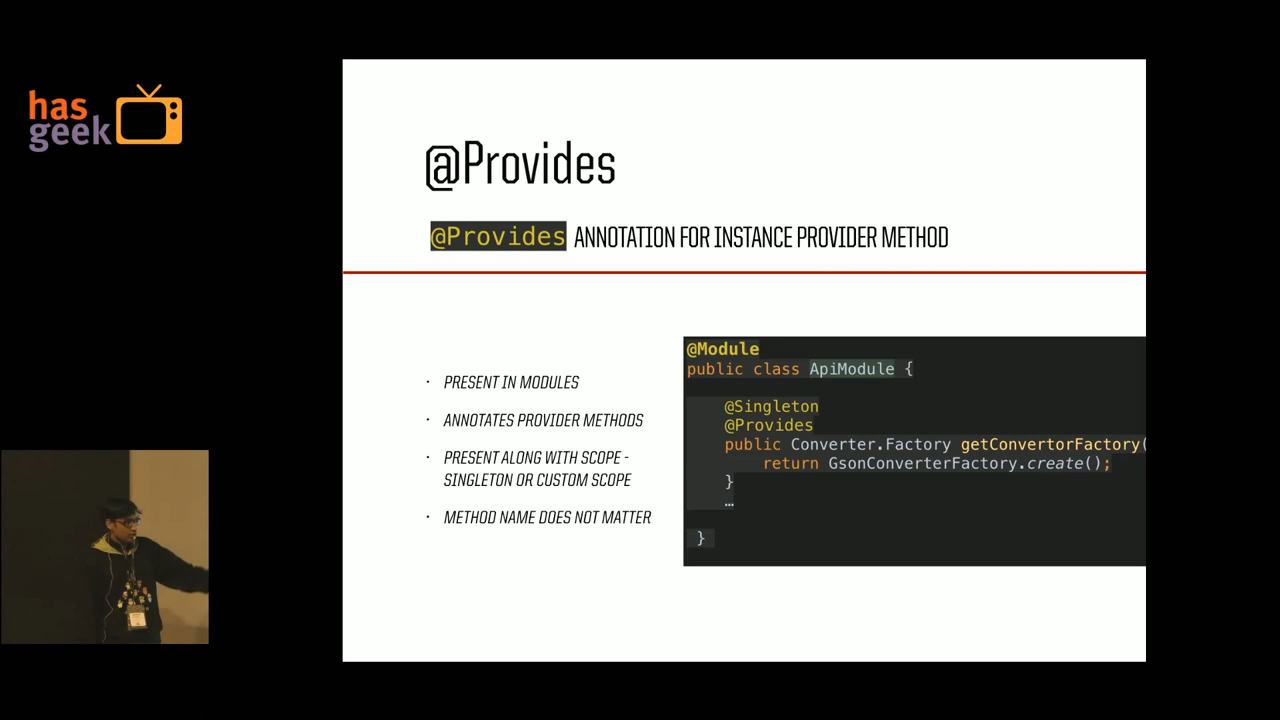 has
geek
@Provides
@Provides ANNOTATION FOR INSTANCE PROVIDER METHOD
· PRESENT IN MODULES
· ANNOTATES PROVIDER METHODS
· PRESENT ALONG WITH SCOPE -
SINGLETON OR CUSTOM SCOPE
· METHOD NAME DOES NOT MATTER
@Module
public class ApiModule {
@Singleton
@Provides
public Converter.Factory getConvertorFactory(
return GsonConverterFactory.create();
}
…
}